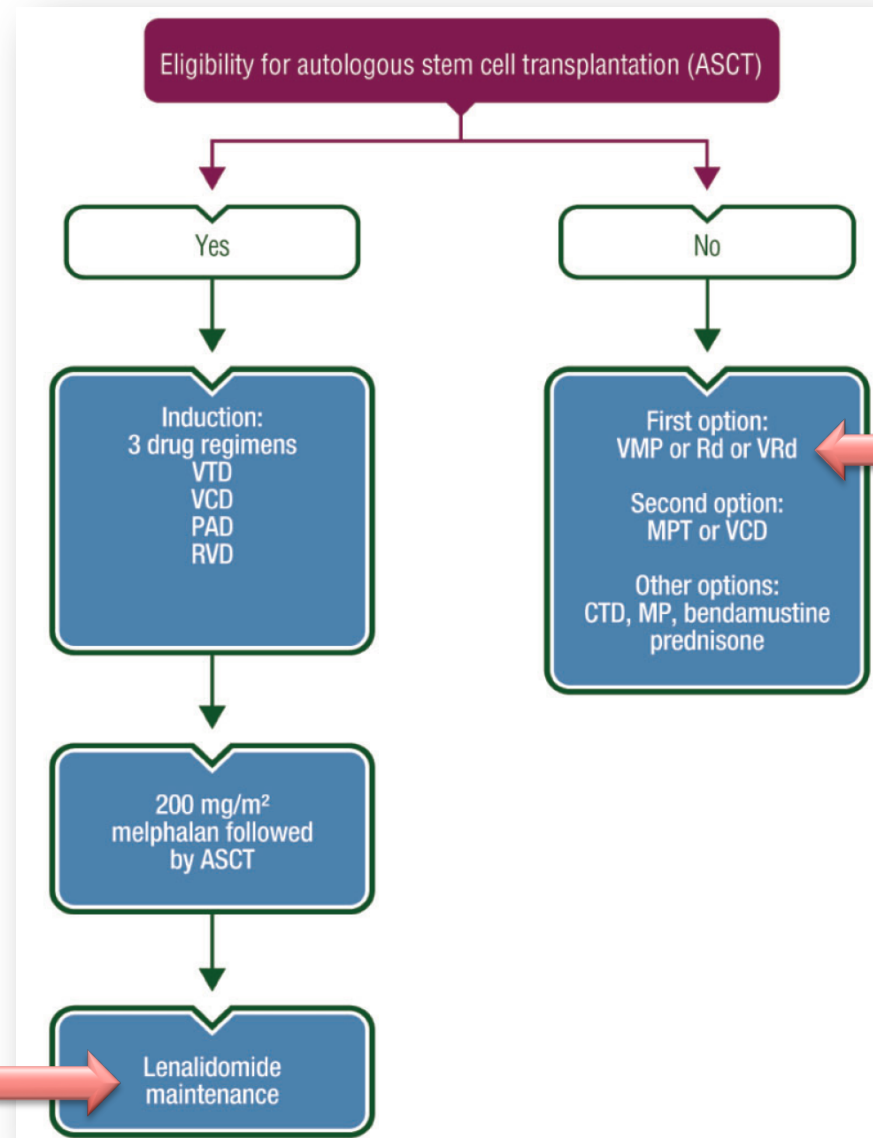 Eligibility for autologous stem cell transplantation (ASCT)
Yes
Induction:
3 drug regimens
VTD
VCD
PAD
RVD
200 mg/m²
melphalan followed
by ASCT
Lenalidomide
maintenance
No
First option:
VMP or Rd or VRd
Second option:
MPT or VCD
Other options:
CTD, MP, bendamustine
prednisone